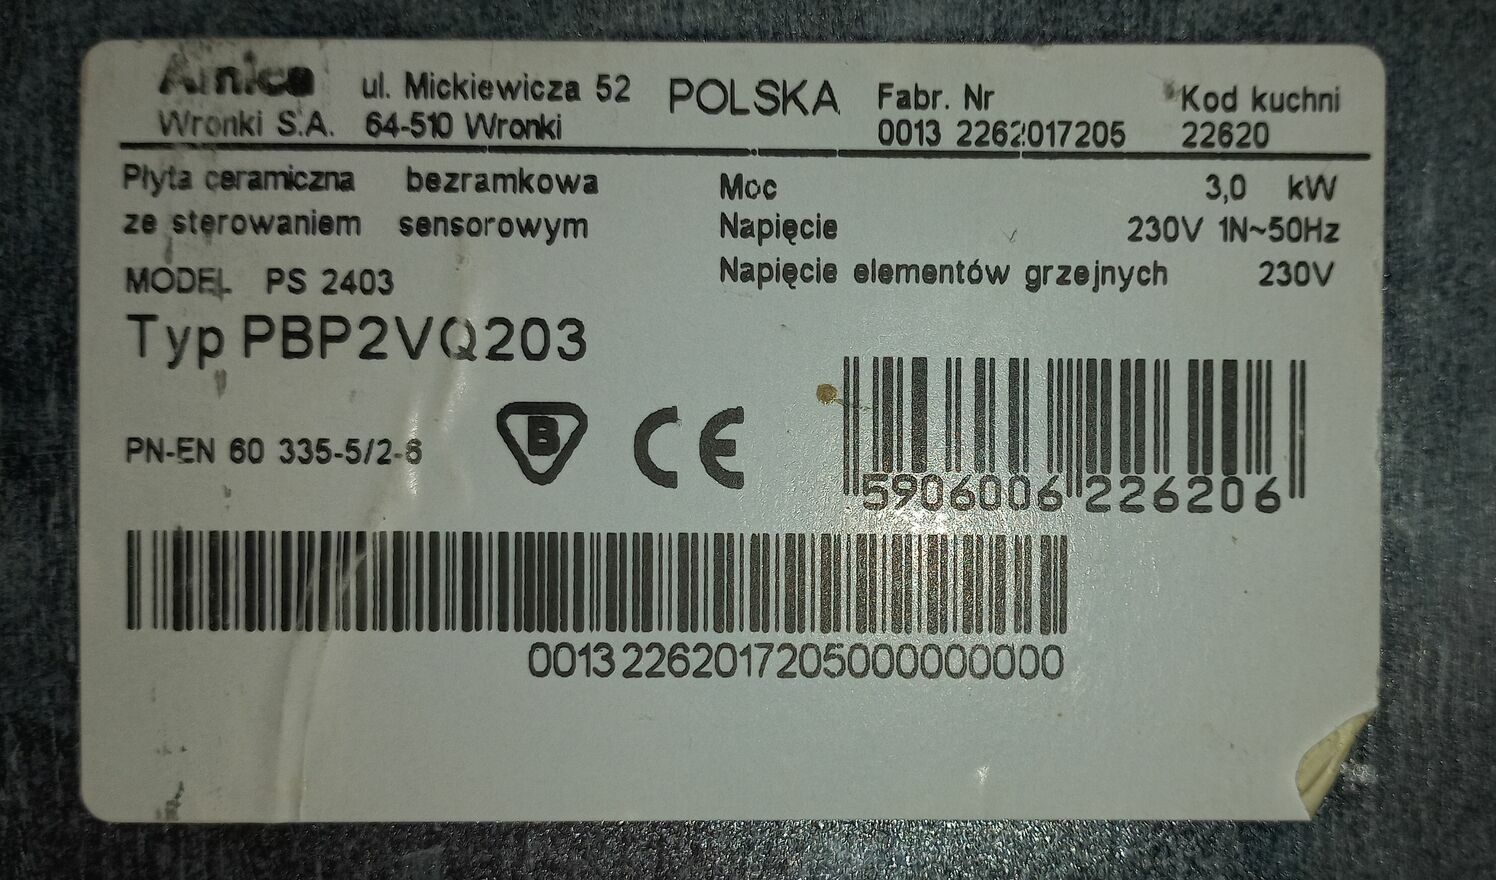 Amica ul. Mickiewicza 52 POLSKA Fabr. Nr Kod kuchni
Wronki S.A. 64-510 Wronki 0013 2262017205 22620
Płyta ceramiczna bezramkowa Moc 3,0 kW
ze sterowaniem sensorowym Napięcie 230V 1N~50Hz
MODEL PS 2403 Napięcie elementów grzejnych 230V
Typ PBP2VQ203
PN-EN 60 335-5/2-6 B CE
5906006 226206
0013 2262017205000000000